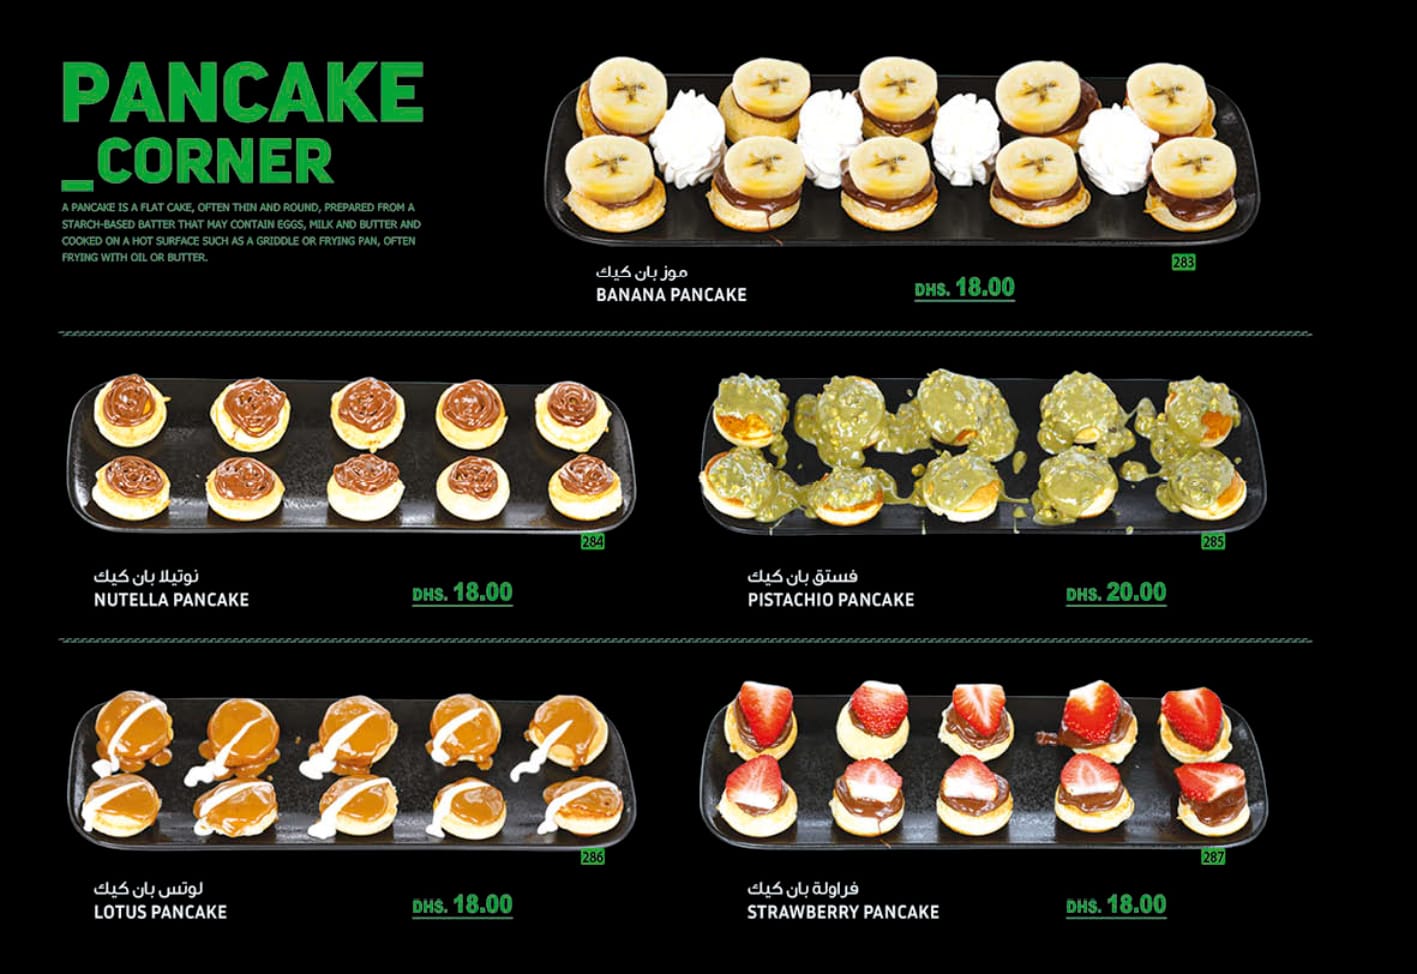 PANCAKE
_CORNER
A PANCAKE IS A FLAT CAKE, OFTEN THIN AND ROUND, PREPARED FROM A
STARCH-BASED BATTER THAT MAY CONTAIN EGGS, MILK AND BUTTER AND
COOKED ON A HOT SURFACE SUCH AS A GRIDDLE OR FRYING PAN, OFTEN
FRYING WITH OIL OR BUTTER.
283
موز بان كيك
BANANA PANCAKE
DHS. 18.00
284
نوتيلا بان كيك
NUTELLA PANCAKE
DHS. 18.00
285
فستق بان كيك
PISTACHIO PANCAKE
DHS. 20.00
286
لوتس بان كيك
LOTUS PANCAKE
DHS. 18.00
287
فراولة بان كيك
STRAWBERRY PANCAKE
DHS. 18.00